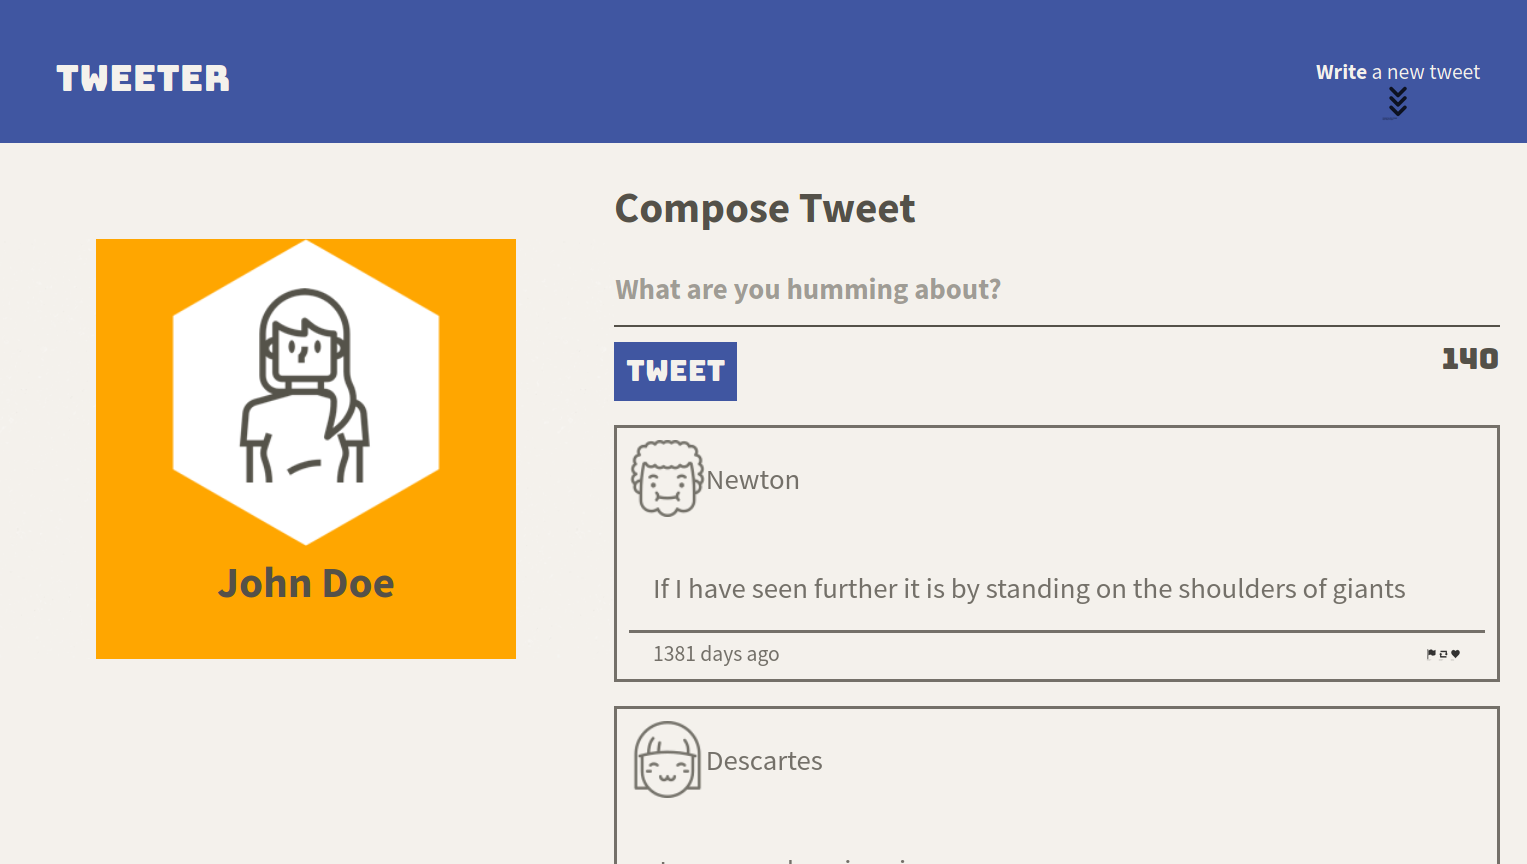 TWEETER
Write a new tweet
John Doe
Compose Tweet
What are you humming about?
TWEET
140
Newton
If I have seen further it is by standing on the shoulders of giants
1381 days ago
Descartes